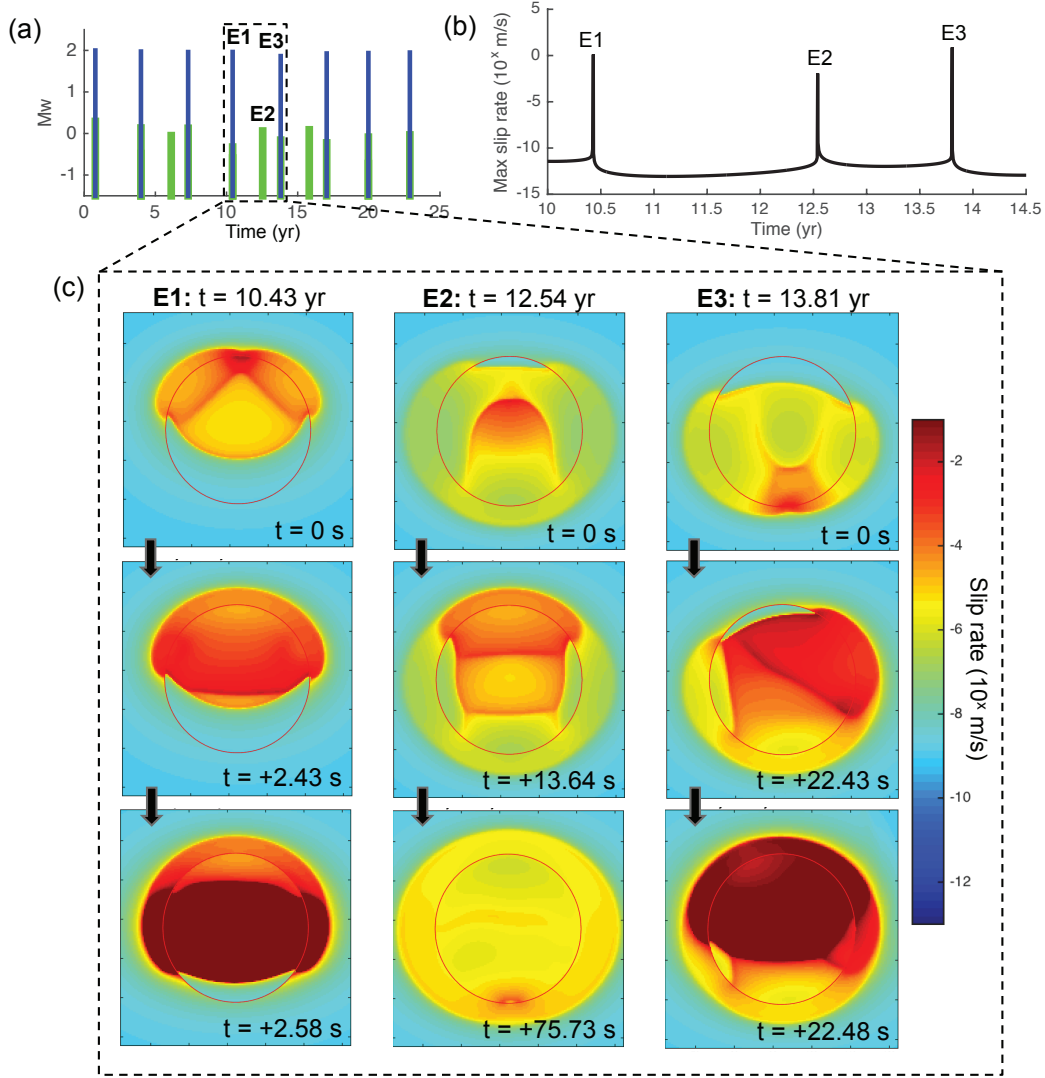 (a)
E1 E3
E2
Mw
2
0
-1
0 5 10 15 20 25
Time (yr)
(b)
E1
E2
E3
Max slip rate (10^x m/s)
5
0
-5
-10
-15
10 10.5 11 11.5 12 12.5 13 13.5 14 14.5
Time (yr)
(c)
E1: t = 10.43 yr
E2: t = 12.54 yr
E3: t = 13.81 yr
t = 0 s
t = 0 s
t = 0 s
t = +2.43 s
t = +13.64 s
t = +22.43 s
t = +2.58 s
t = +75.73 s
t = +22.48 s
-2
-4
-6
-8
-10
-12
Slip rate (10^x m/s)